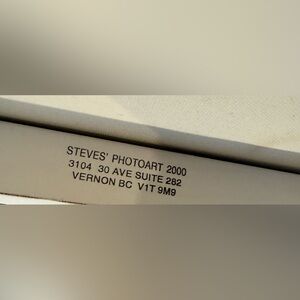 STEVES' PHOTOART 2000
3104 30 AVE SUITE 282
VERNON BC V1T 9M9